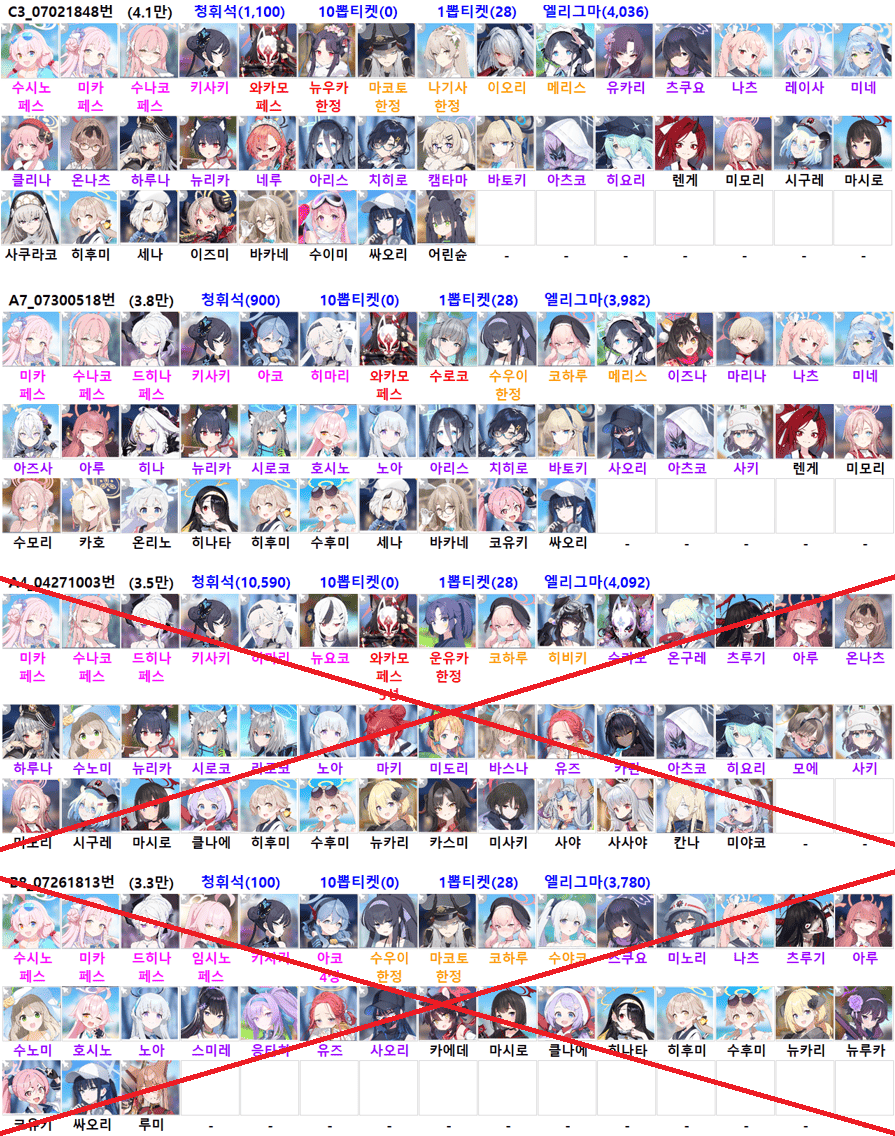 C3_07021848번 (4.1만) 청휘석(1,100) 10뽑티켓(0) 1뽑티켓(28) 엘리그마(4,036)
수시노 미카 수나코 키사키 와카모 뉴우카 마코토 나기사 이오리 메리스 유카리 츠쿠요 나츠 레이사 미네
페스 페스 페스 페스 한정 한정 한정
클리나 온나츠 하루나 뉴리카 네루 아리스 치히로 캠타마 바토키 아츠코 히요리 렌게 미모리 시구레 마시로
사쿠라코 히후미 세나 이즈미 바카네 수이미 싸오리 어린슌 - - - - - - -
A7_07300518번 (3.8만) 청휘석(900) 10뽑티켓(0) 1뽑티켓(28) 엘리그마(3,982)
미카 수나코 드히나 키사키 아코 히마리 와카모 수로코 수우이 코하루 메리스 이즈나 마리나 나츠 미네
페스 페스 페스 페스 한정
아즈사 아루 히나 뉴리카 시로코 호시노 노아 아리스 치히로 바토키 사오리 아츠코 사키 렌게 미모리
수모리 카호 온리노 히나타 히후미 수후미 세나 바카네 코유키 싸오리 - - - - -
A4_04271003번 (3.5만) 청휘석(10,590) 10뽑티켓(0) 1뽑티켓(28) 엘리그마(4,092)
미카 수나코 드히나 키사키 히마리 뉴요코 와카모 운유카 코하루 히비키 온구레 츠루기 아루 온나츠
페스 페스 페스 페스 한정
하루나 수노미 뉴리카 시로코 노아 마키 미도리 바스나 유즈 카린 아츠코 히요리 모에 사키
미모리 시구레 마시로 클나에 히후미 수후미 뉴카리 카스미 미사키 사야 사사야 칸나 미야코 - -
B8_07261813번 (3.3만) 청휘석(100) 10뽑티켓(0) 1뽑티켓(28) 엘리그마(3,780)
수시노 미카 드히나 임시노 키사키 아코 수우이 마코토 코하루 수야코 츠쿠요 미노리 나츠 츠루기 아루
페스 페스 페스 페스 한정 한정
수노미 호시노 노아 스미레 응타하 유즈 사오리 카에데 마시로 클나에 히나타 히후미 수후미 뉴카리 뉴루카
코유키 싸오리 루미 - - - - - - - - - - - -